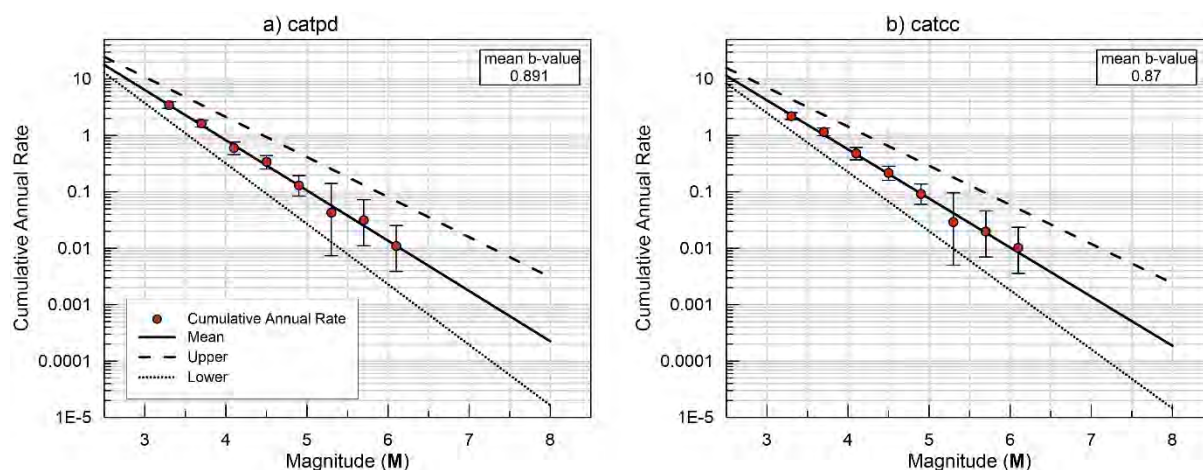 a) catpd
mean b-value
0.891
10
1
0.1
0.01
0.001
0.0001
1E-5
Cumulative Annual Rate
Cumulative Annual Rate
Mean
Upper
Lower
3 4 5 6 7 8
Magnitude (M)
b) catcc
mean b-value
0.87
10
1
0.1
0.01
0.001
0.0001
1E-5
Cumulative Annual Rate
3 4 5 6 7 8
Magnitude (M)